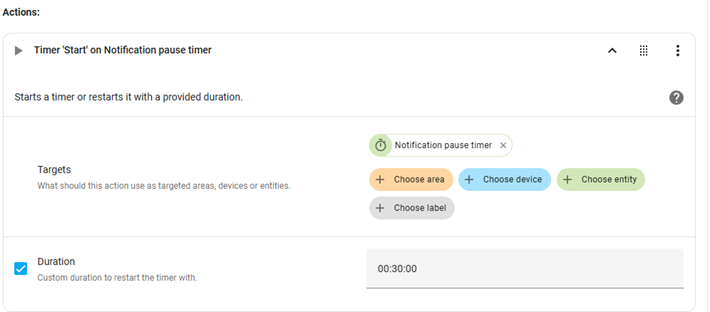 Actions:
Timer 'Start' on Notification pause timer
Starts a timer or restarts it with a provided duration.
Notification pause timer
Targets
What should this action use as targeted areas, devices or entities.
Choose area
Choose device
Choose entity
Choose label
Duration
Custom duration to restart the timer with.
00:30:00